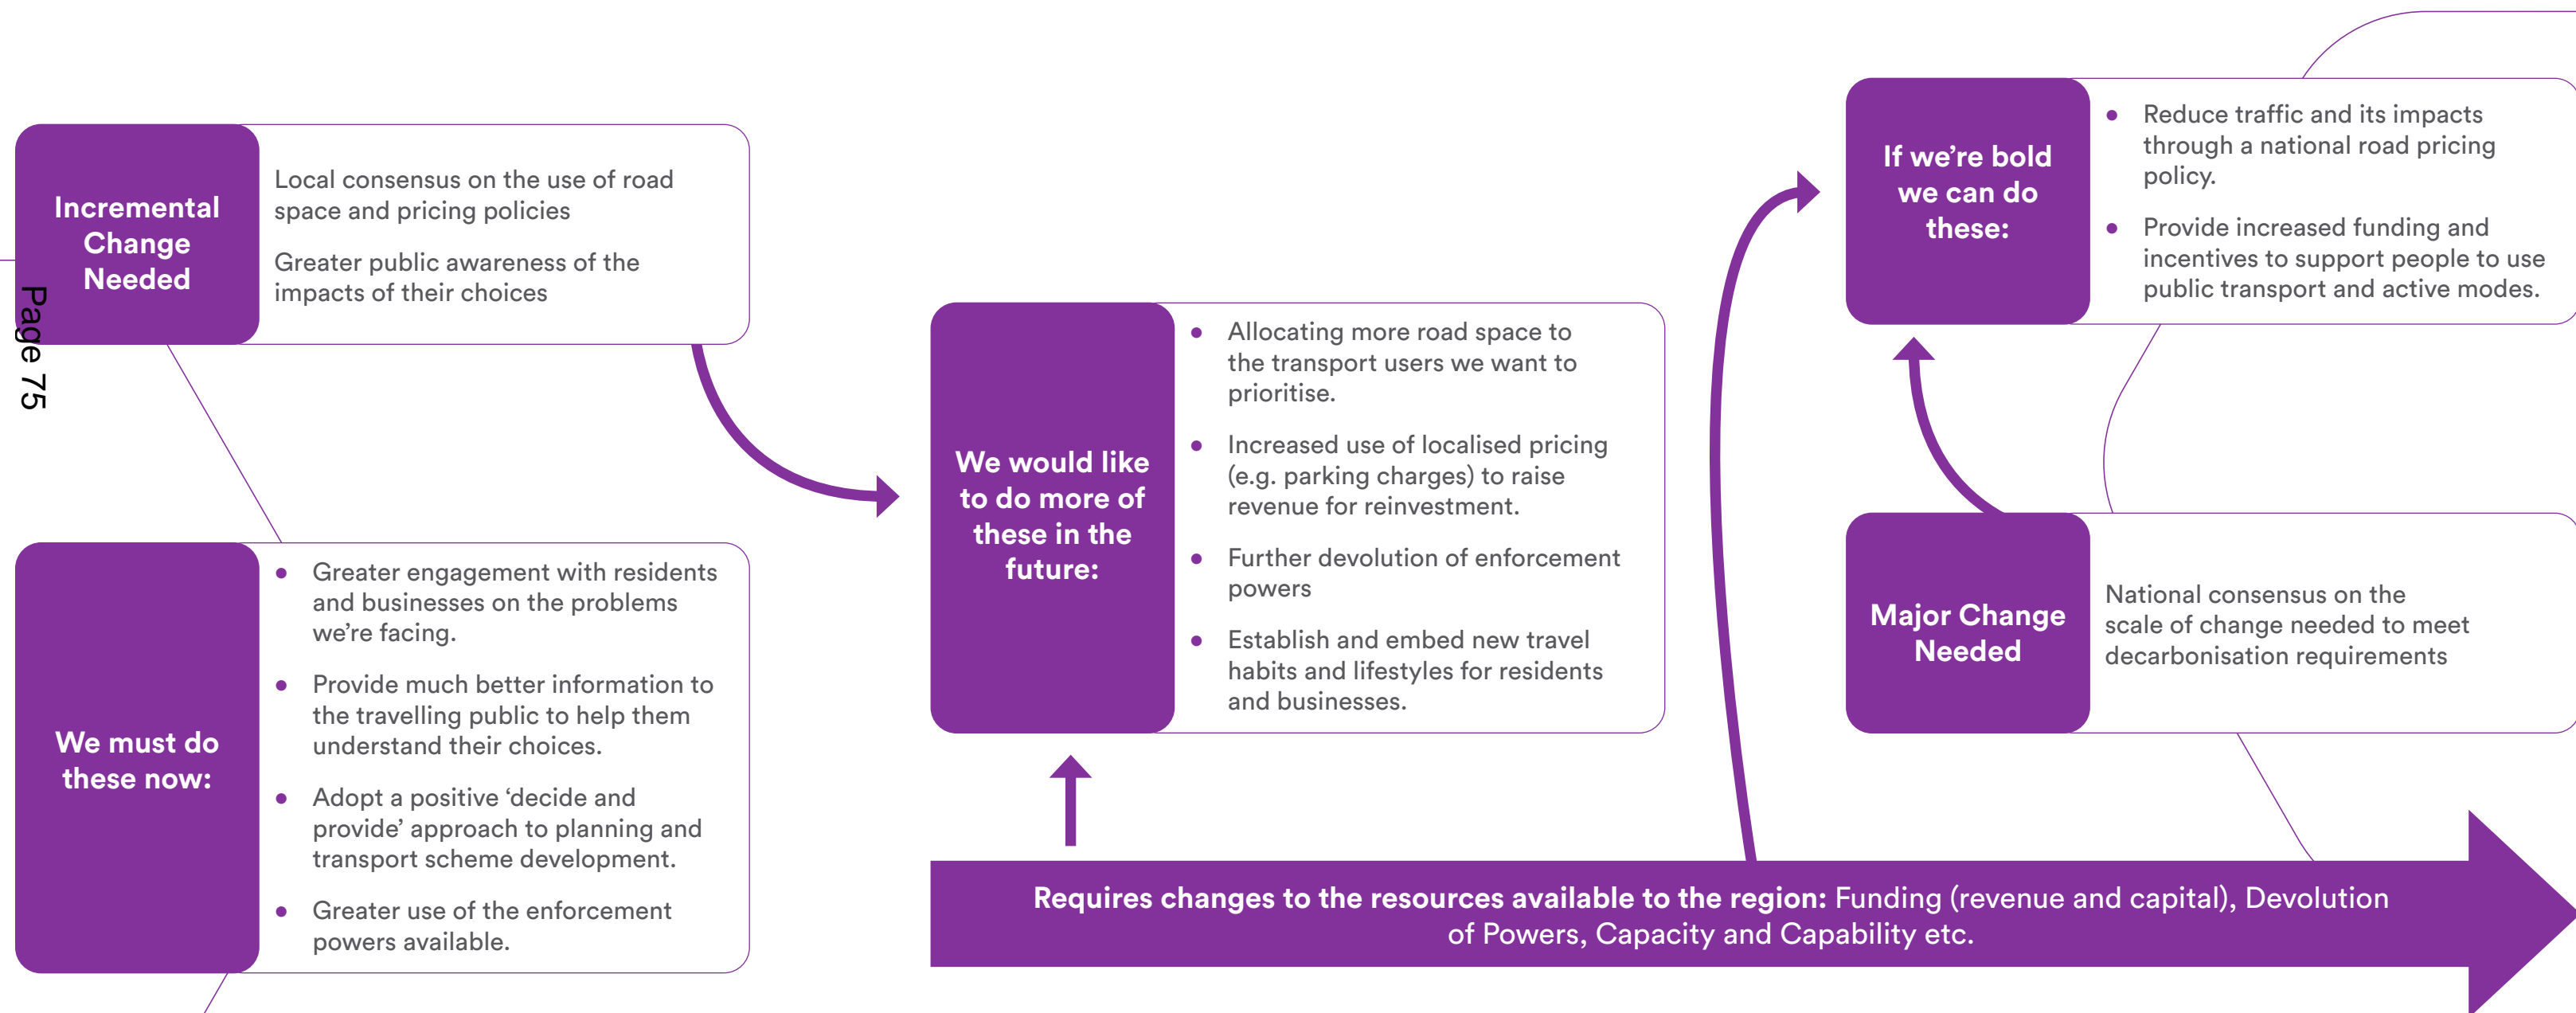 Incremental
Change
Needed
Local consensus on the use of road
space and pricing policies
Greater public awareness of the
impacts of their choices
Page 75
We must do
these now:
• Greater engagement with residents
and businesses on the problems
we’re facing.
• Provide much better information to
the travelling public to help them
understand their choices.
• Adopt a positive ‘decide and
provide’ approach to planning and
transport scheme development.
• Greater use of the enforcement
powers available.
We would like
to do more of
these in the
future:
• Allocating more road space to
the transport users we want to
prioritise.
• Increased use of localised pricing
(e.g. parking charges) to raise
revenue for reinvestment.
• Further devolution of enforcement
powers
• Establish and embed new travel
habits and lifestyles for residents
and businesses.
If we’re bold
we can do
these:
• Reduce traffic and its impacts
through a national road pricing
policy.
• Provide increased funding and
incentives to support people to use
public transport and active modes.
Major Change
Needed
National consensus on the
scale of change needed to meet
decarbonisation requirements
Requires changes to the resources available to the region: Funding (revenue and capital), Devolution
of Powers, Capacity and Capability etc.